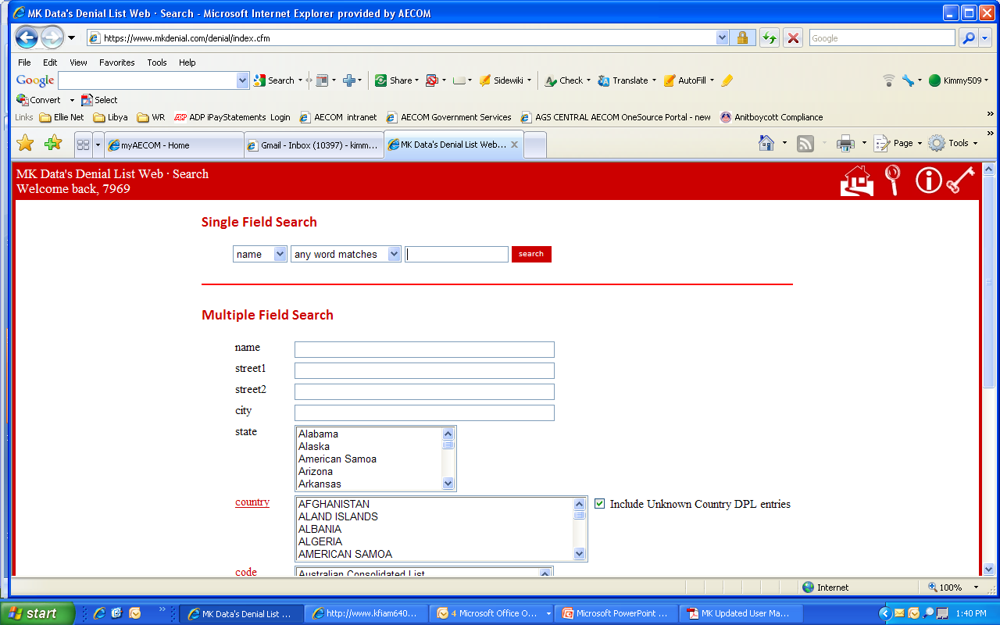 MK Data's Denial List Web · Search - Microsoft Internet Explorer provided by AECOM
https://www.mkdenial.com/denial/index.cfm
Google
File Edit View Favorites Tools Help
Google Search Share Sidewiki Check Translate AutoFill Kimmy509
Convert Select
Links Ellie Net Libya WR ADP ADP iPayStatements Login AECOM intranet AECOM Government Services AGS CENTRAL AECOM OneSource Portal - new Anitboycott Compliance
myAECOM - Home Gmail - Inbox (10397) - kimm... MK Data's Denial List Web... Page Tools
MK Data's Denial List Web · Search
Welcome back, 7969
Single Field Search
name any word matches search
Multiple Field Search
name
street1
street2
city
state Alabama
Alaska
American Samoa
Arizona
Arkansas
country AFGHANISTAN Include Unknown Country DPL entries
ALAND ISLANDS
ALBANIA
ALGERIA
AMERICAN SAMOA
code Australian Consolidated List
Internet 100%
start MK Data's Denial List ... http://www.kfiam640... 4 Microsoft Office O... Microsoft PowerPoint ... MK Updated User Ma... 1:40 PM